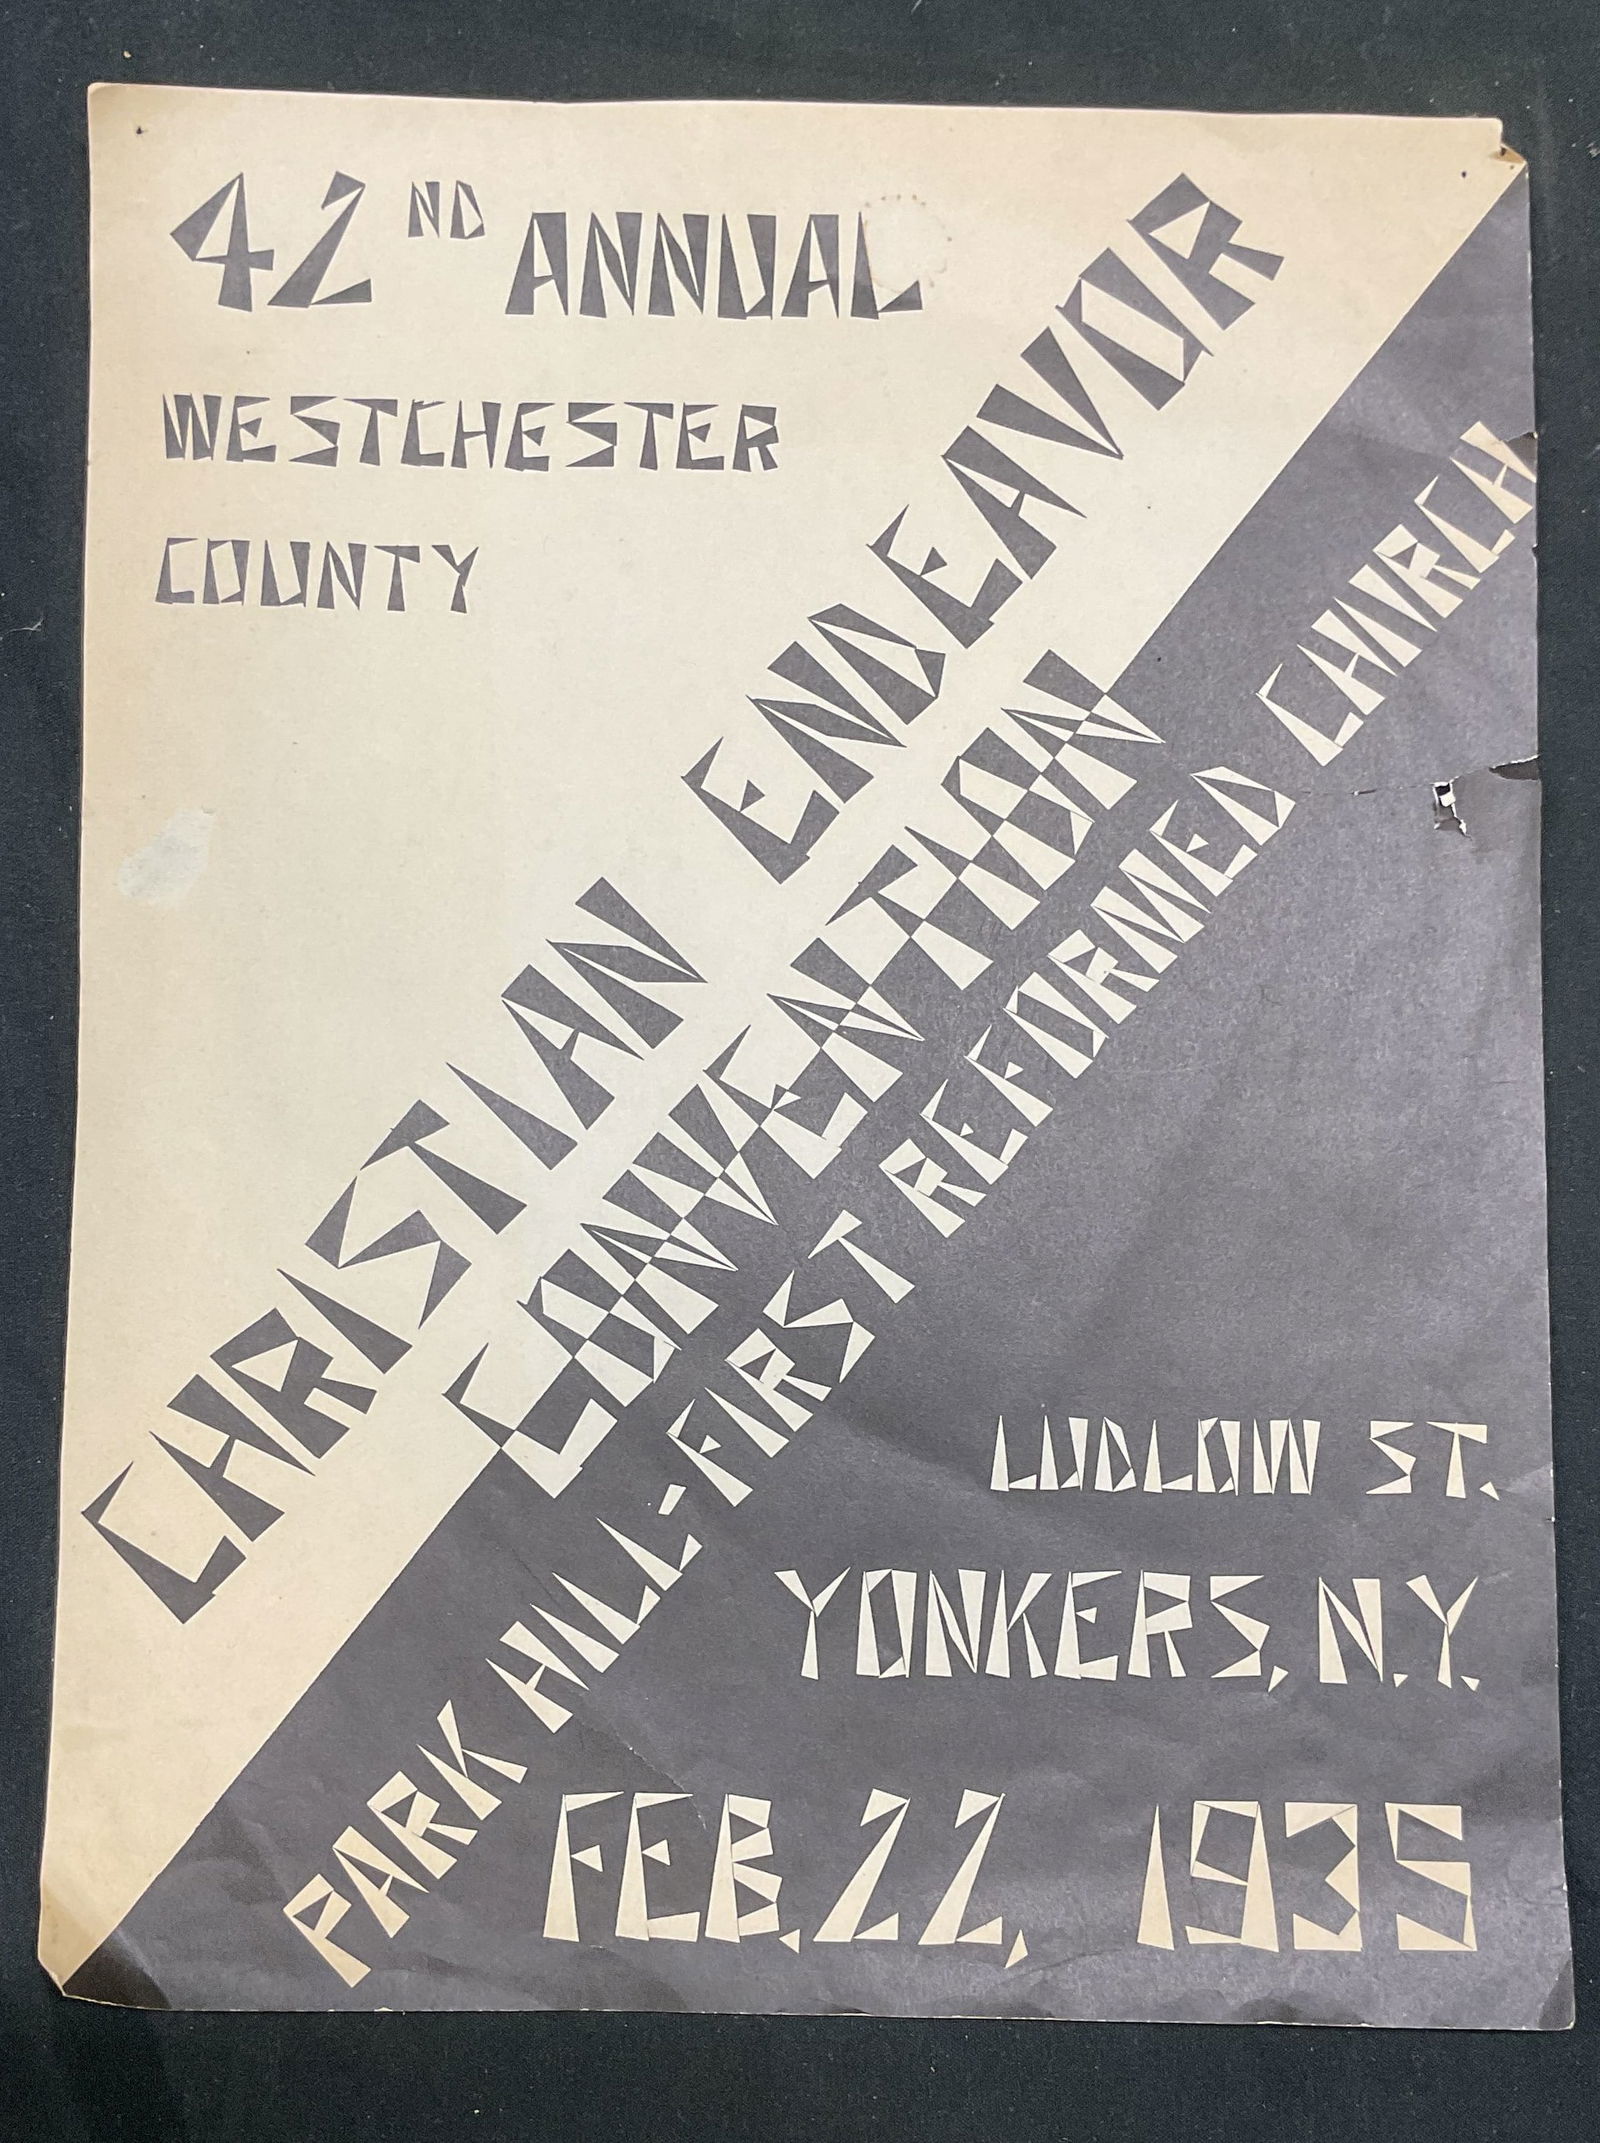 42ND ANNUAL
WESTCHESTER
COUNTY
CHRISTIAN ENDEAVOR
CONVENTION
PARK HILL-FIRST REFORMED CHURCH
LUDLOW ST.
YONKERS, N.Y.
FEB. 22, 1935